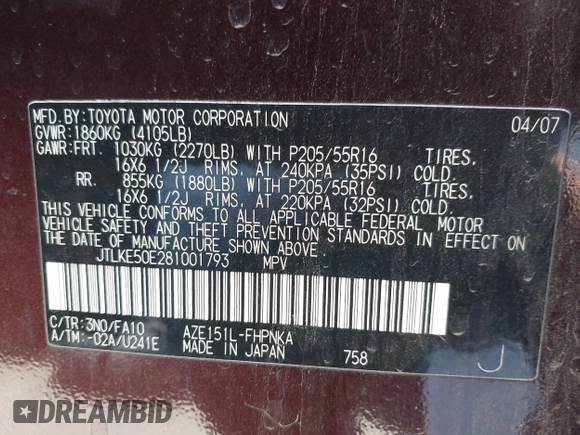 MFD.BY:TOYOTA MOTOR CORPORATION 04/07
GVWR:1860KG (4105LB)
GAWR:FRT. 1030KG (2270LB) WITH P205/55R16 TIRES,
16X6 1/2J RIMS, AT 240KPA (35PSI) COLD.
RR. 855KG (1880LB) WITH P205/55R16 TIRES,
16X6 1/2J RIMS, AT 220KPA (32PSI) COLD.
THIS VEHICLE CONFORMS TO ALL APPLICABLE FEDERAL MOTOR
VEHICLE SAFETY AND THEFT PREVENTION STANDARDS IN EFFECT
ON THE DATE OF MANUFACTURE SHOWN ABOVE.
JTLKE50E281001793 MPV
C/TR:3N0/FA10 AZE151L-FHPNKA
A/TM:-02A/U241E MADE IN JAPAN 758 J
DREAMBID